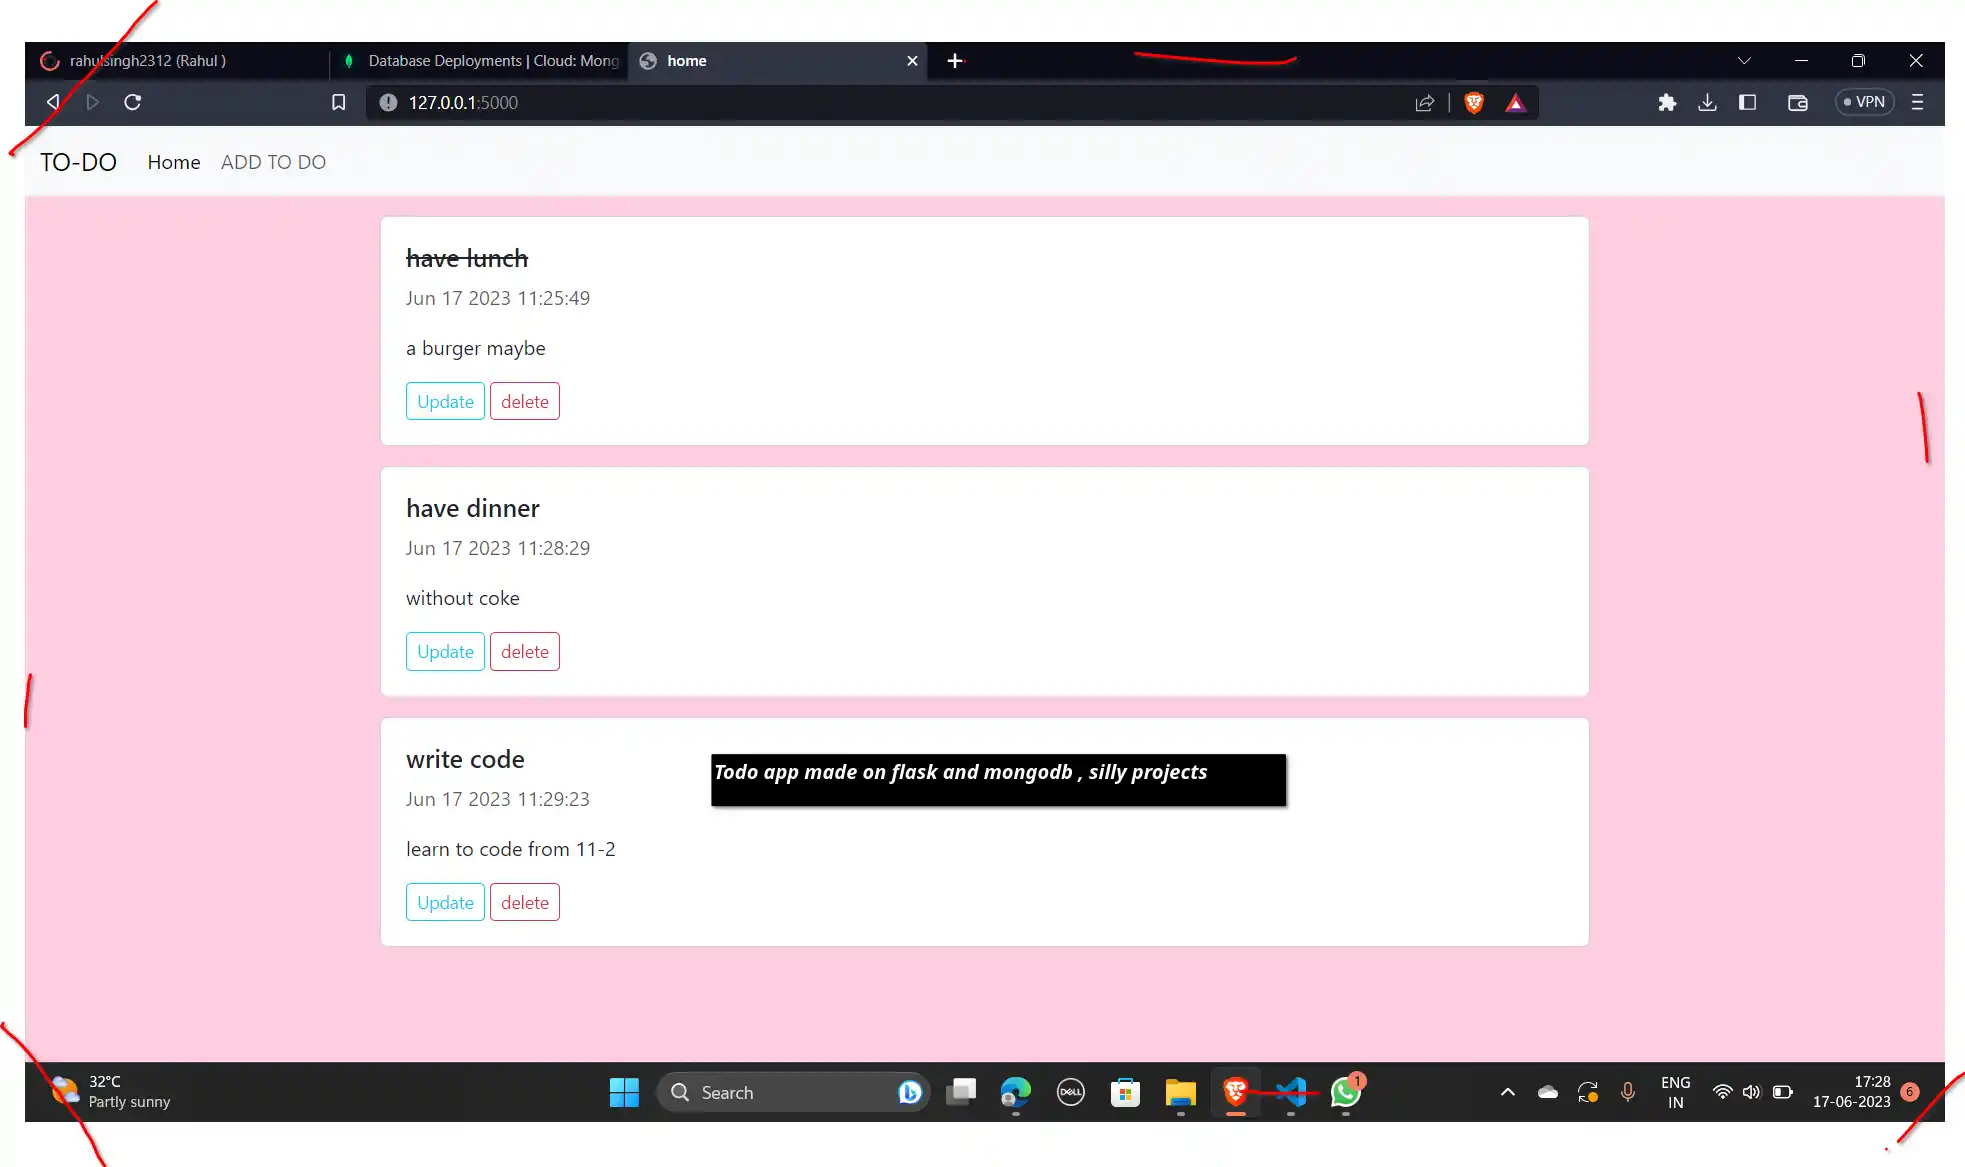 rahulsingh2312 (Rahul )
Database Deployments | Cloud: Mong
home
127.0.0.1:5000
VPN
TO-DO Home ADD TO DO
have lunch
Jun 17 2023 11:25:49
a burger maybe
Update delete
have dinner
Jun 17 2023 11:28:29
without coke
Update delete
write code
Jun 17 2023 11:29:23
learn to code from 11-2
Update delete
Todo app made on flask and mongodb , silly projects
32°C
Partly sunny
Search
DELL
1
ENG
IN
17:28
17-06-2023
6